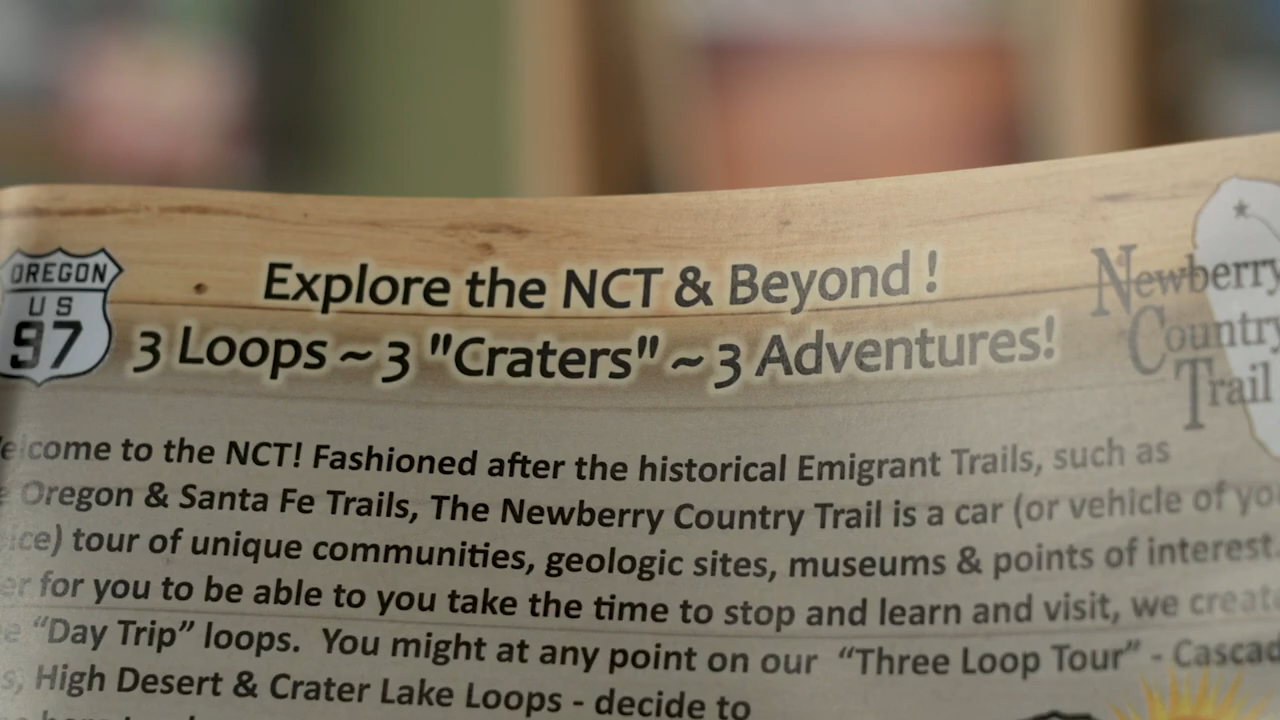 OREGON
US
97
Explore the NCT & Beyond !
3 Loops ~ 3 "Craters" ~ 3 Adventures!
Newberry
Country
Trail
elcome to the NCT! Fashioned after the historical Emigrant Trails, such as
Oregon & Santa Fe Trails, The Newberry Country Trail is a car (or vehicle of yo
ice) tour of unique communities, geologic sites, museums & points of interest.
er for you to be able to you take the time to stop and learn and visit, we creat
e “Day Trip” loops. You might at any point on our “Three Loop Tour” - Cascad
s, High Desert & Crater Lake Loops - decide to